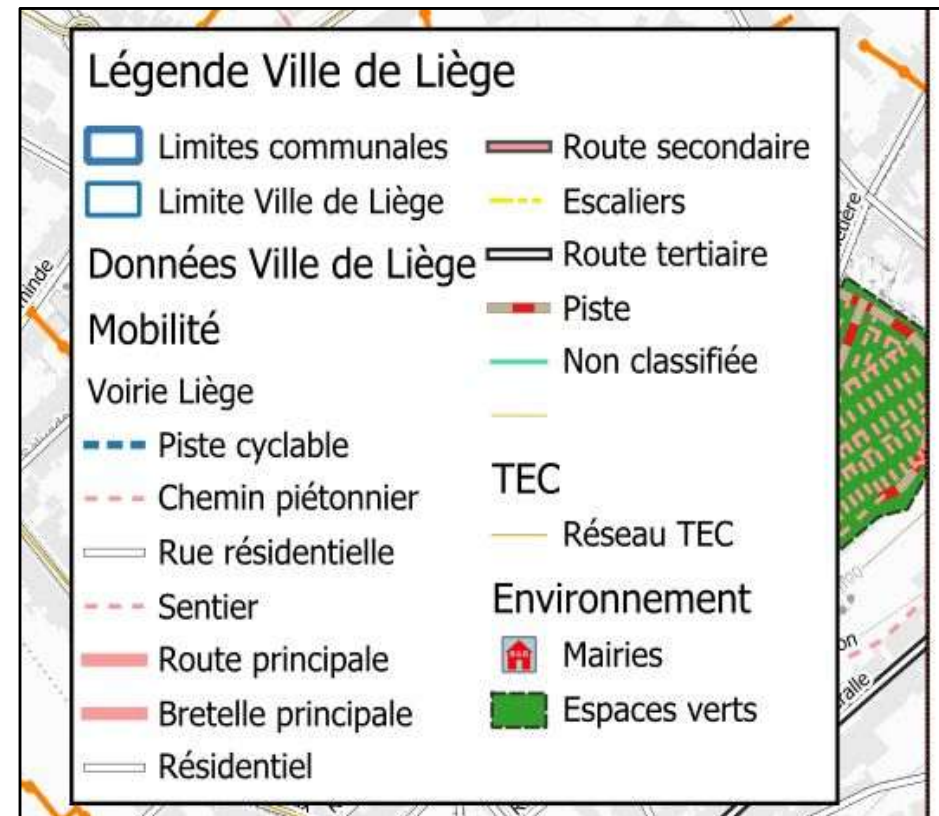 Légende Ville de Liège
Limites communales
Limite Ville de Liège
Données Ville de Liège
Mobilité
Voirie Liège
Piste cyclable
Chemin piétonnier
Rue résidentielle
Sentier
Route principale
Bretelle principale
Résidentiel
Route secondaire
Escaliers
Route tertiaire
Piste
Non classifiée
TEC
Réseau TEC
Environnement
Mairies
Espaces verts